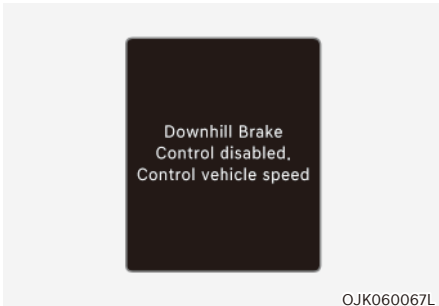 Downhill Brake
Control disabled.
Control vehicle speed
OJK060067L